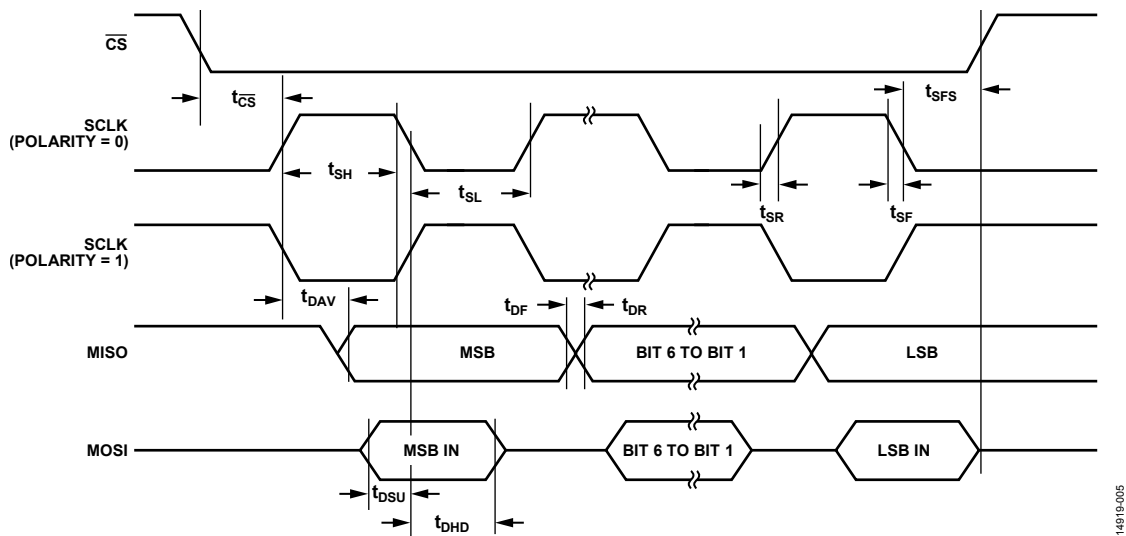 CS
tCS
tSFS
SCLK
(POLARITY = 0)
tSH
tSL
tSR
tSF
SCLK
(POLARITY = 1)
tDAV
tDF
tDR
MISO
MSB
BIT 6 TO BIT 1
LSB
MOSI
MSB IN
BIT 6 TO BIT 1
LSB IN
tDSU
tDHD
14919-005